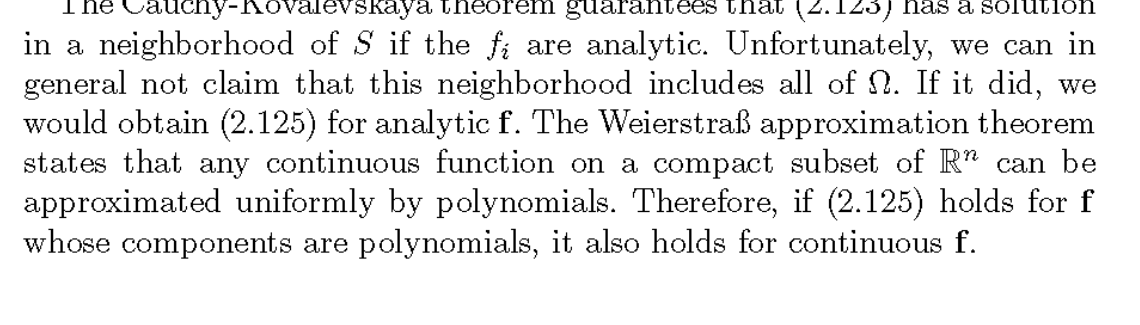 The Cauchy-Kovalevskaya theorem guarantees that (2.123) has a solution
in a neighborhood of S if the fᵢ are analytic. Unfortunately, we can in
general not claim that this neighborhood includes all of Ω. If it did, we
would obtain (2.125) for analytic f. The Weierstraß approximation theorem
states that any continuous function on a compact subset of ℝⁿ can be
approximated uniformly by polynomials. Therefore, if (2.125) holds for f
whose components are polynomials, it also holds for continuous f.